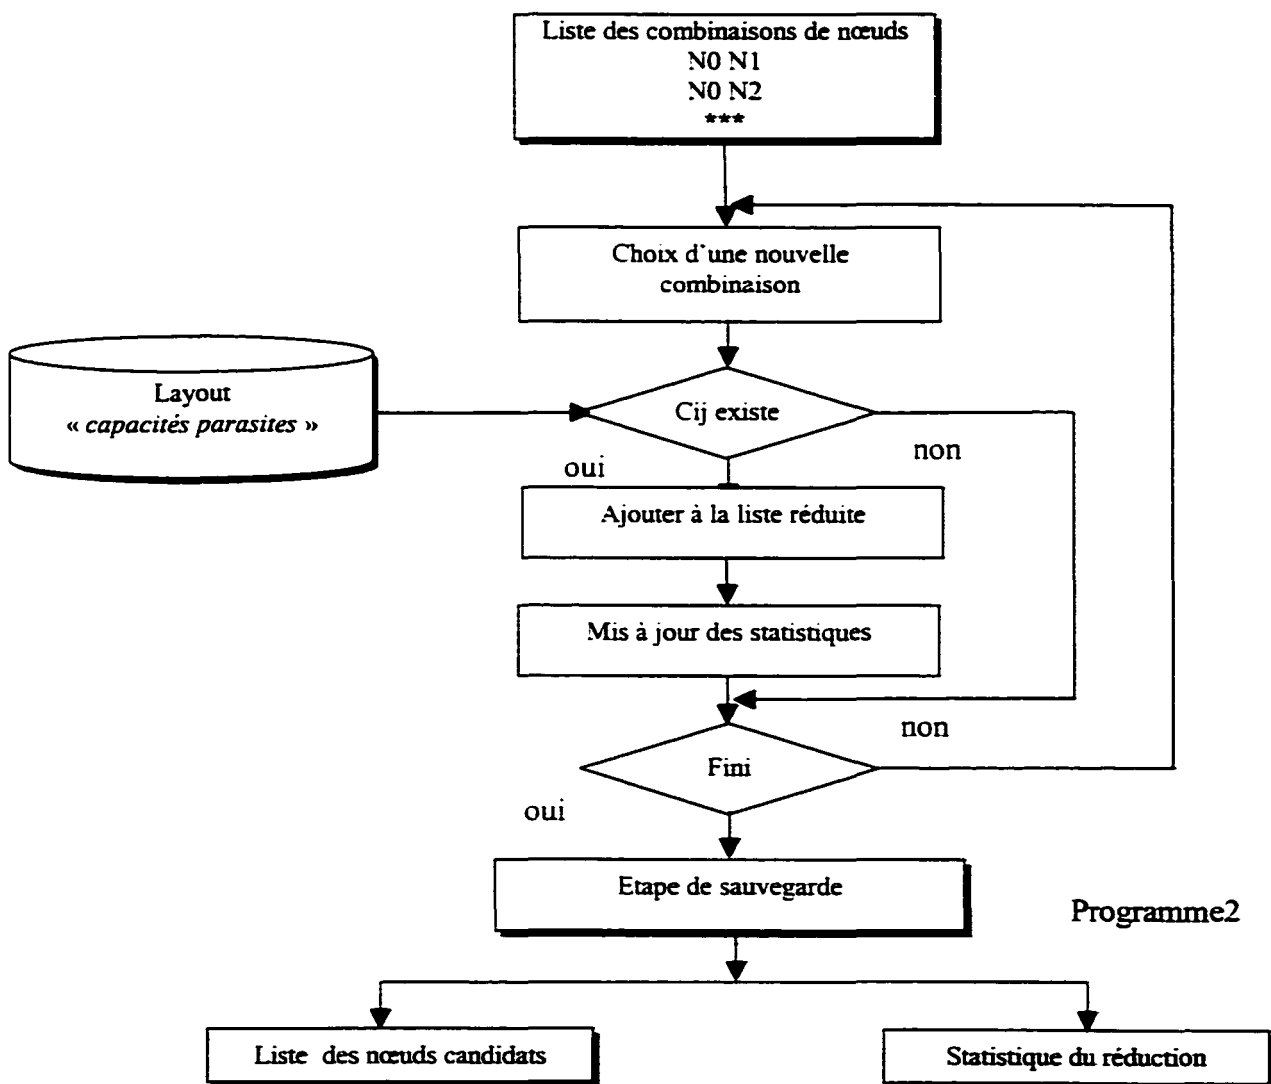 Liste des combinaisons de nœuds
N0 N1
N0 N2
***
Choix d'une nouvelle
combinaison
Layout
« capacités parasites »
Cij existe
oui
non
Ajouter à la liste réduite
Mis à jour des statistiques
non
Fini
oui
Etape de sauvegarde
Programme2
Liste des nœuds candidats
Statistique du réduction